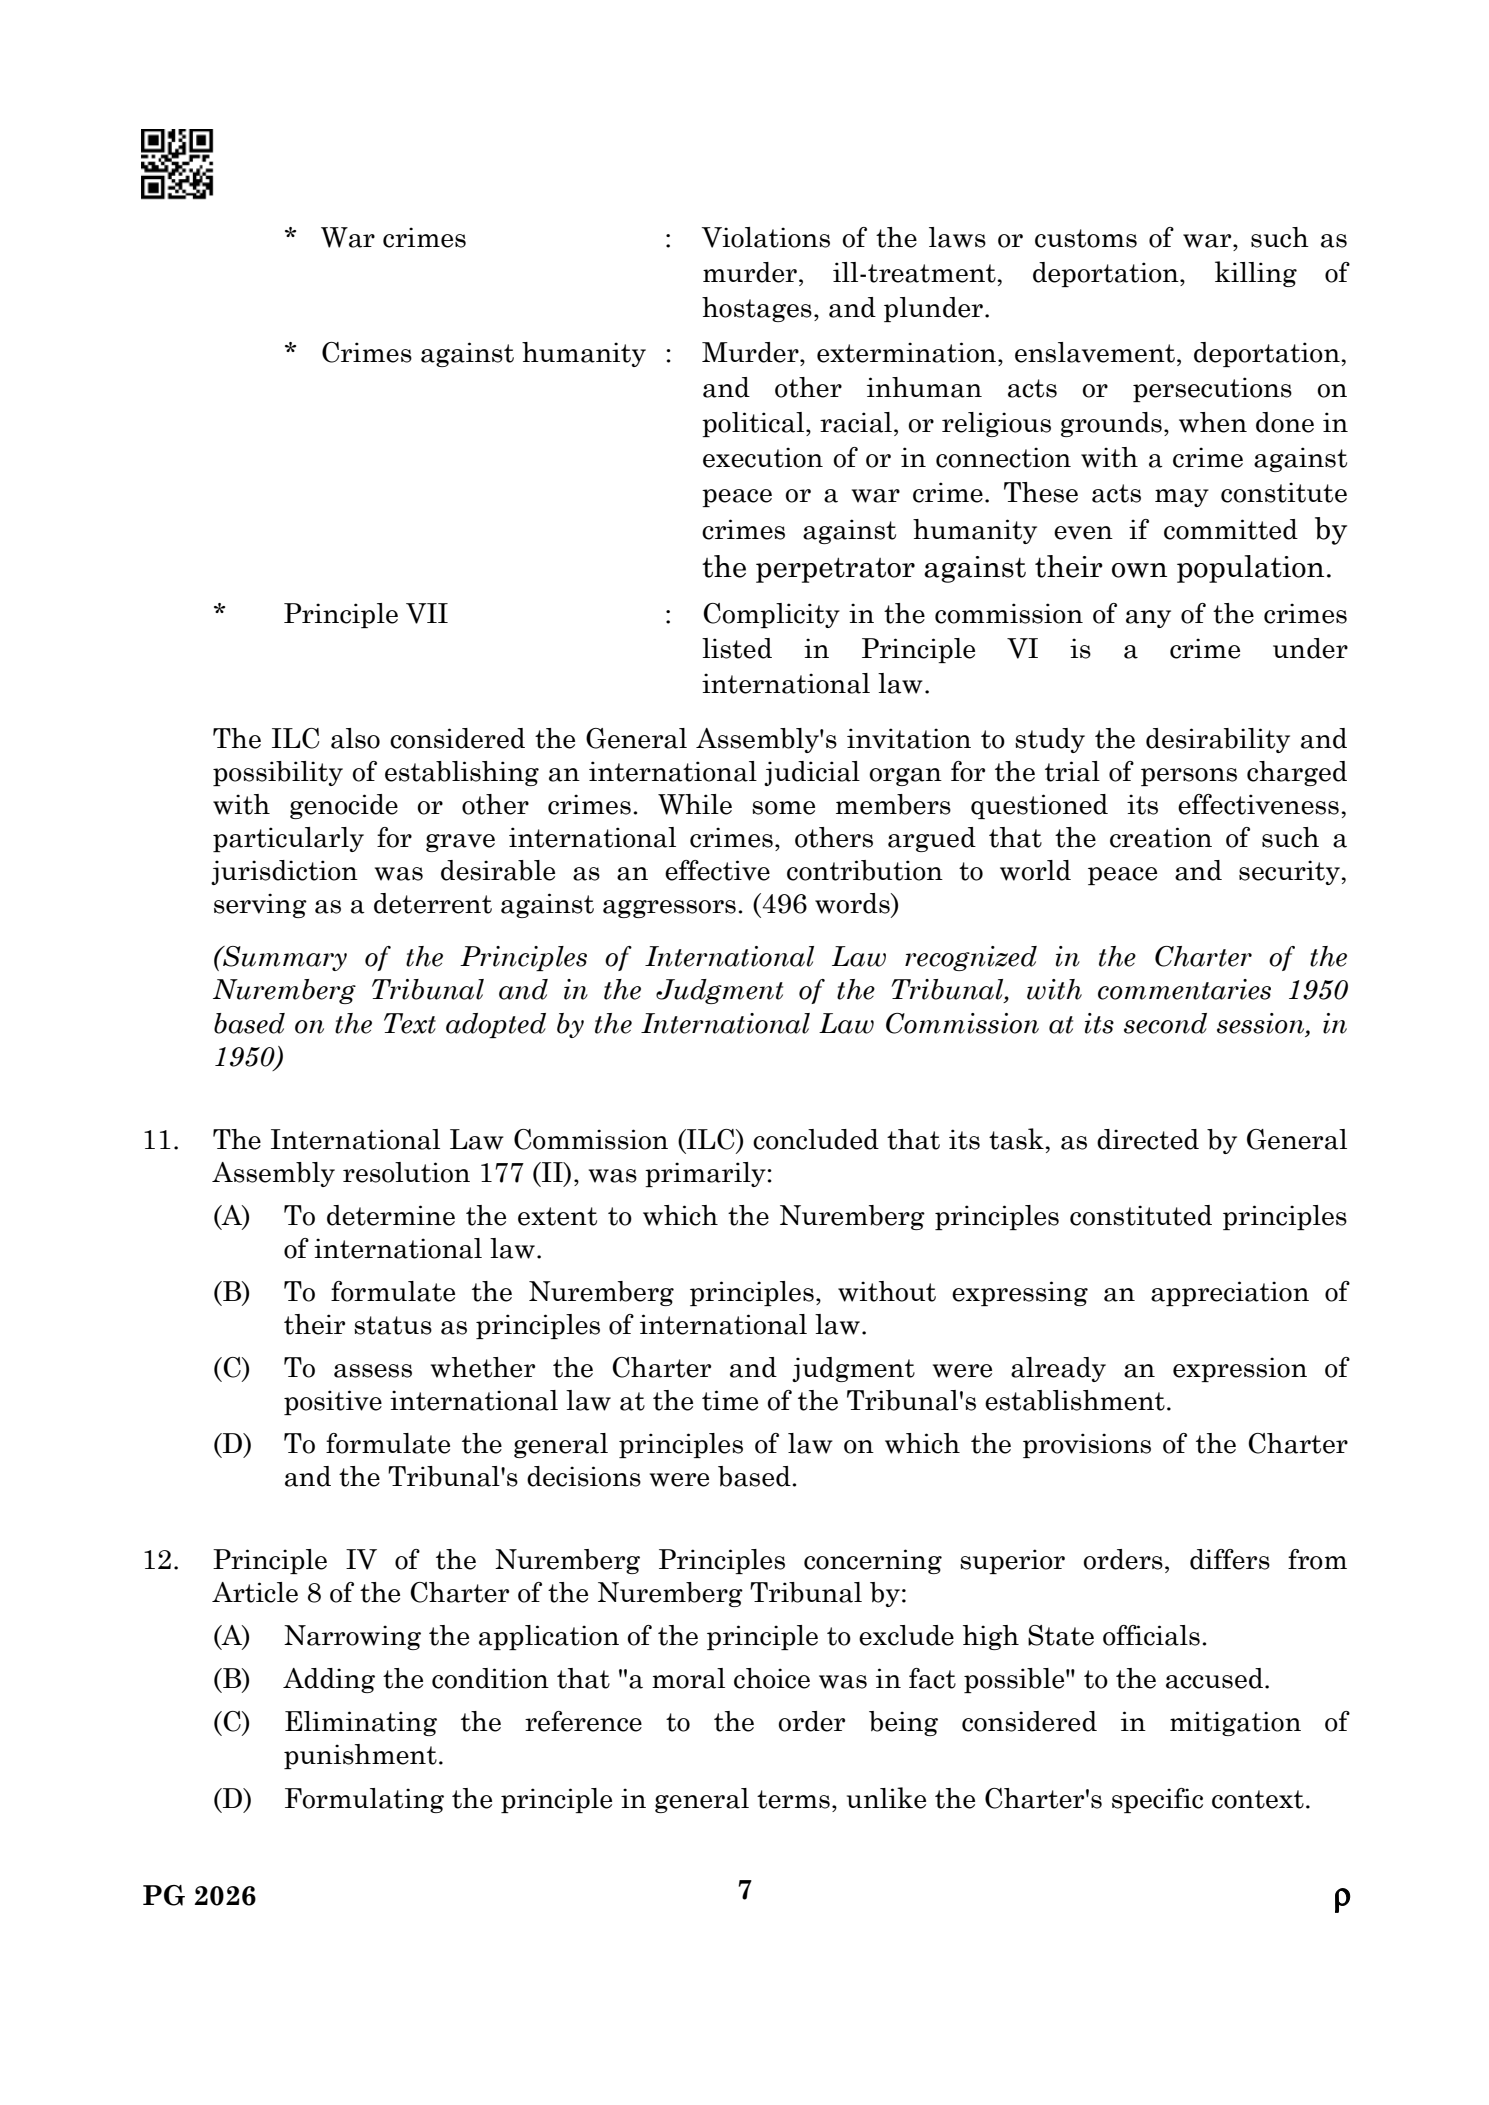 * War crimes : Violations of the laws or customs of war, such as
murder, ill-treatment, deportation, killing of
hostages, and plunder.
* Crimes against humanity : Murder, extermination, enslavement, deportation,
and other inhuman acts or persecutions on
political, racial, or religious grounds, when done in
execution of or in connection with a crime against
peace or a war crime. These acts may constitute
crimes against humanity even if committed by
the perpetrator against their own population.
* Principle VII : Complicity in the commission of any of the crimes
listed in Principle VI is a crime under
international law.
The ILC also considered the General Assembly's invitation to study the desirability and
possibility of establishing an international judicial organ for the trial of persons charged
with genocide or other crimes. While some members questioned its effectiveness,
particularly for grave international crimes, others argued that the creation of such a
jurisdiction was desirable as an effective contribution to world peace and security,
serving as a deterrent against aggressors. (496 words)
(Summary of the Principles of International Law recognized in the Charter of the
Nuremberg Tribunal and in the Judgment of the Tribunal, with commentaries 1950
based on the Text adopted by the International Law Commission at its second session, in
1950)
11. The International Law Commission (ILC) concluded that its task, as directed by General
Assembly resolution 177 (II), was primarily:
(A) To determine the extent to which the Nuremberg principles constituted principles
of international law.
(B) To formulate the Nuremberg principles, without expressing an appreciation of
their status as principles of international law.
(C) To assess whether the Charter and judgment were already an expression of
positive international law at the time of the Tribunal's establishment.
(D) To formulate the general principles of law on which the provisions of the Charter
and the Tribunal's decisions were based.
12. Principle IV of the Nuremberg Principles concerning superior orders, differs from
Article 8 of the Charter of the Nuremberg Tribunal by:
(A) Narrowing the application of the principle to exclude high State officials.
(B) Adding the condition that "a moral choice was in fact possible" to the accused.
(C) Eliminating the reference to the order being considered in mitigation of
punishment.
(D) Formulating the principle in general terms, unlike the Charter's specific context.
PG 2026 7 ρ